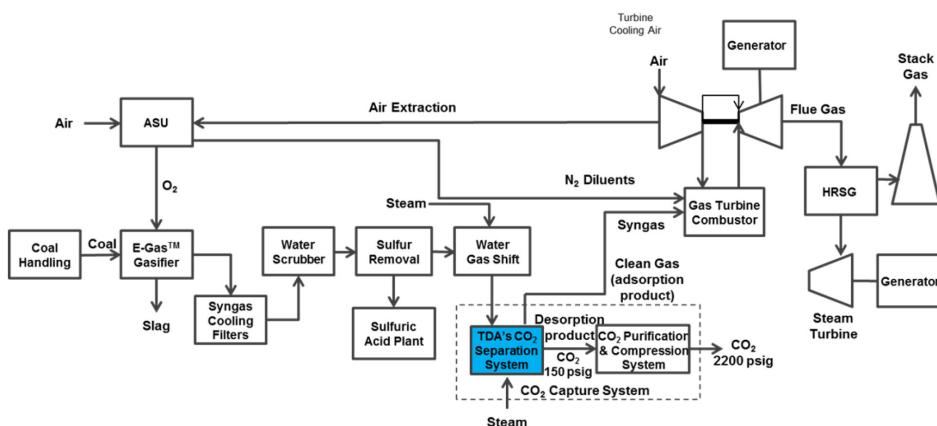 Turbine
Cooling Air
Generator
Stack
Gas
Air
Air Extraction
Flue Gas
Air
ASU
O2
N2 Diluents
HRSG
Gas Turbine
Combustor
Steam
Syngas
Coal
Handling
Coal
E-Gas™
Gasifier
Water
Scrubber
Sulfur
Removal
Water
Gas Shift
Clean Gas
(adsorption
product)
Generator
Steam
Turbine
Slag
Syngas
Cooling
Filters
Sulfuric
Acid Plant
TDA's CO2
Separation
System
Desorption
product
CO2
150 psig
CO2 Purification
& Compression
System
CO2
2200 psig
CO2 Capture System
Steam